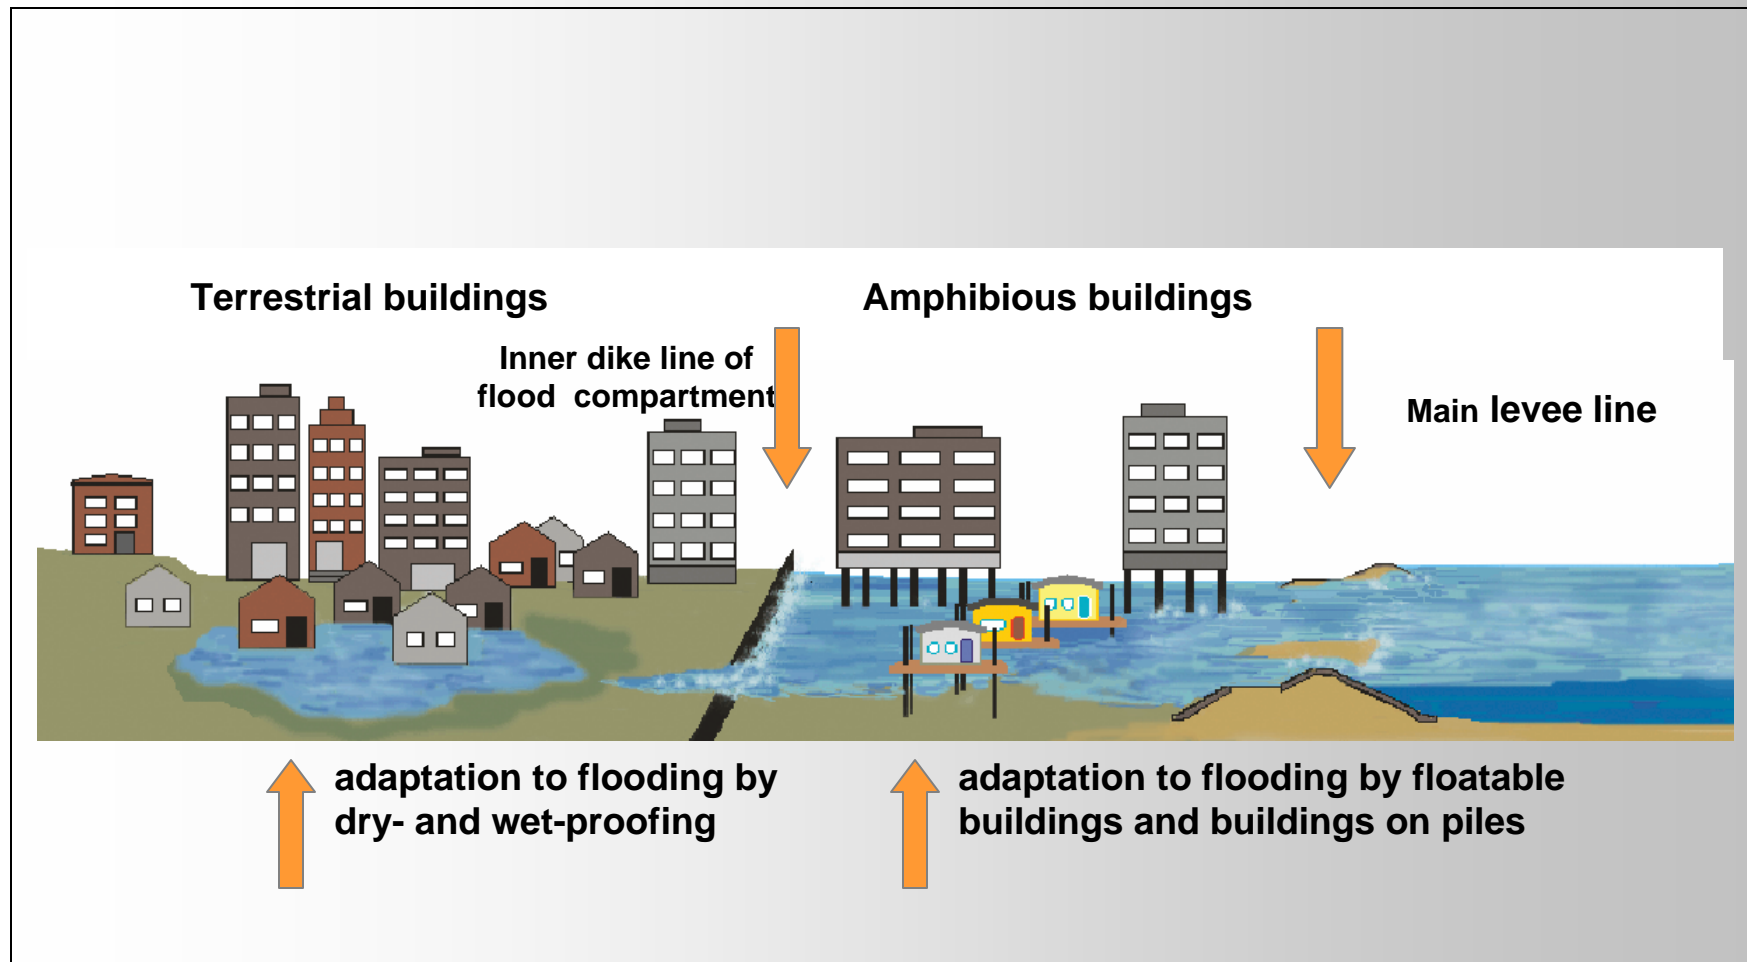 Terrestrial buildings
Amphibious buildings
Inner dike line of
flood compartment
Main levee line
adaptation to flooding by
dry- and wet-proofing
adaptation to flooding by floatable
buildings and buildings on piles